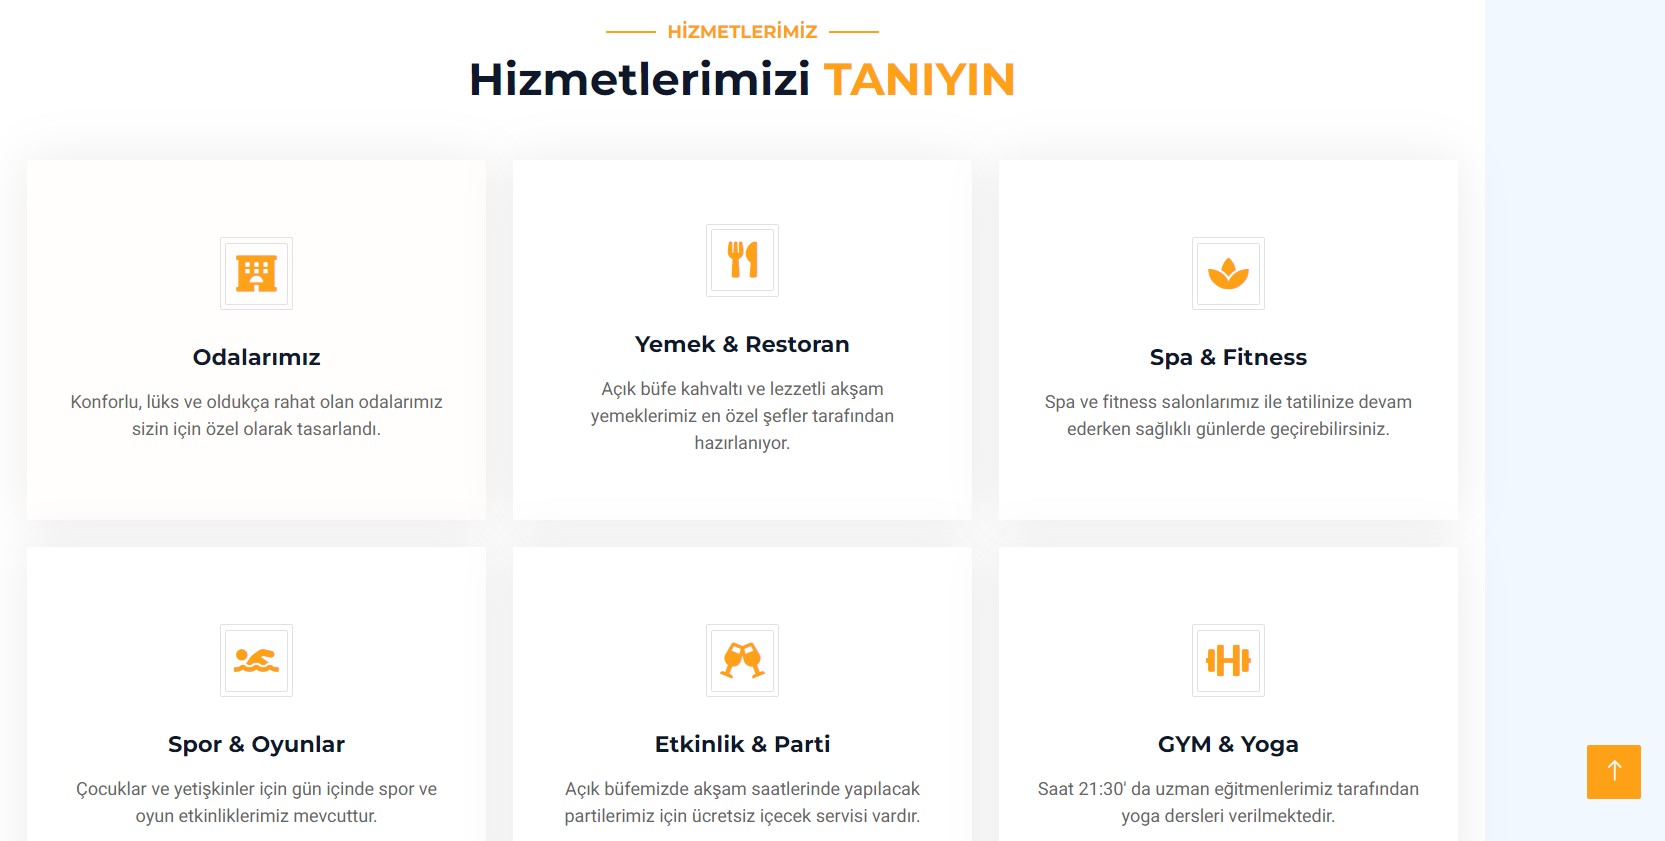 HİZMETLERİMİZ
Hizmetlerimizi TANIYIN
Odalarımız
Konforlu, lüks ve oldukça rahat olan odalarımız
sizin için özel olarak tasarlandı.
Yemek & Restoran
Açık büfe kahvaltı ve lezzetli akşam
yemeklerimiz en özel şefler tarafından
hazırlanıyor.
Spa & Fitness
Spa ve fitness salonlarımız ile tatilinize devam
ederken sağlıklı günlerde geçirebilirsiniz.
Spor & Oyunlar
Çocuklar ve yetişkinler için gün içinde spor ve
oyun etkinliklerimiz mevcuttur.
Etkinlik & Parti
Açık büfemizde akşam saatlerinde yapılacak
partilerimiz için ücretsiz içecek servisi vardır.
GYM & Yoga
Saat 21:30' da uzman eğitmenlerimiz tarafından
yoga dersleri verilmektedir.